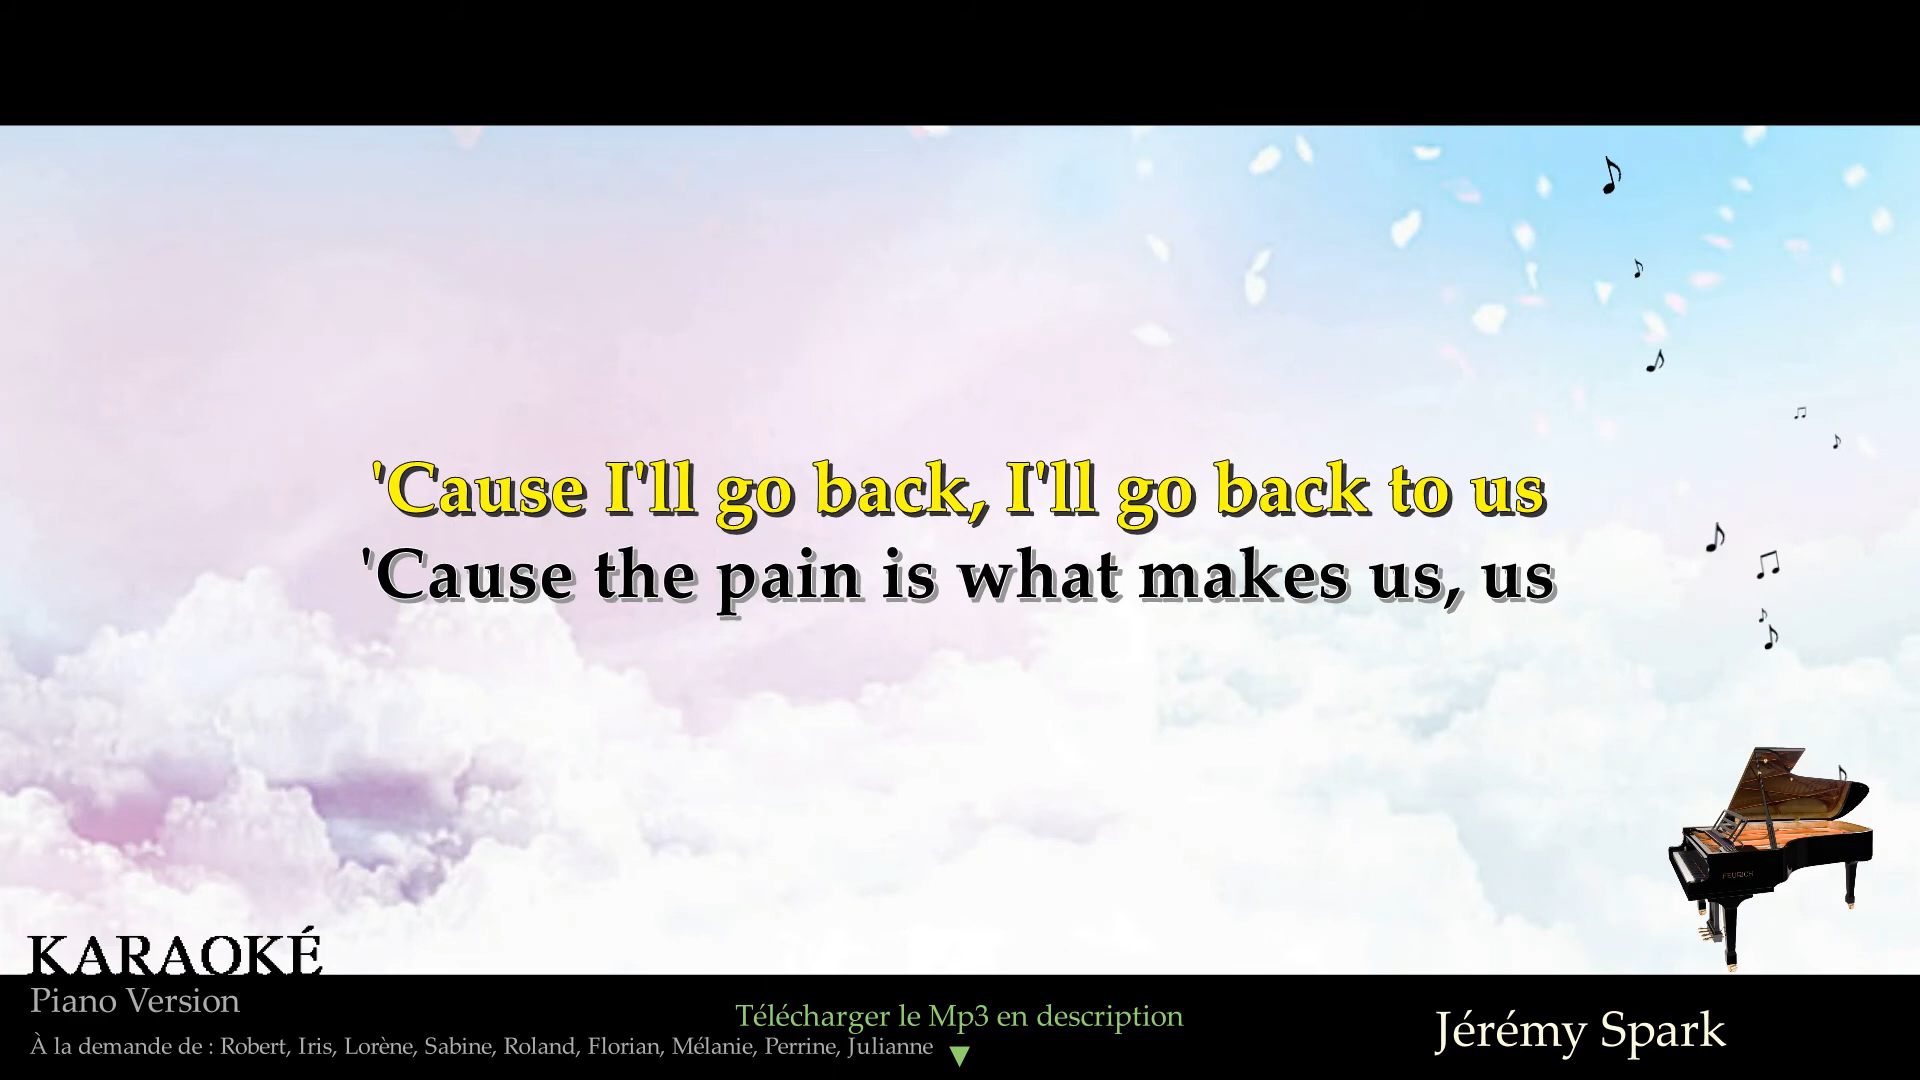 'Cause I'll go back, I'll go back to us
'Cause the pain is what makes us, us
FEURICH
KARAOKÉ
Piano Version
Télécharger le Mp3 en description
À la demande de : Robert, Iris, Lorène, Sabine, Roland, Florian, Mélanie, Perrine, Julianne
Jérémy Spark